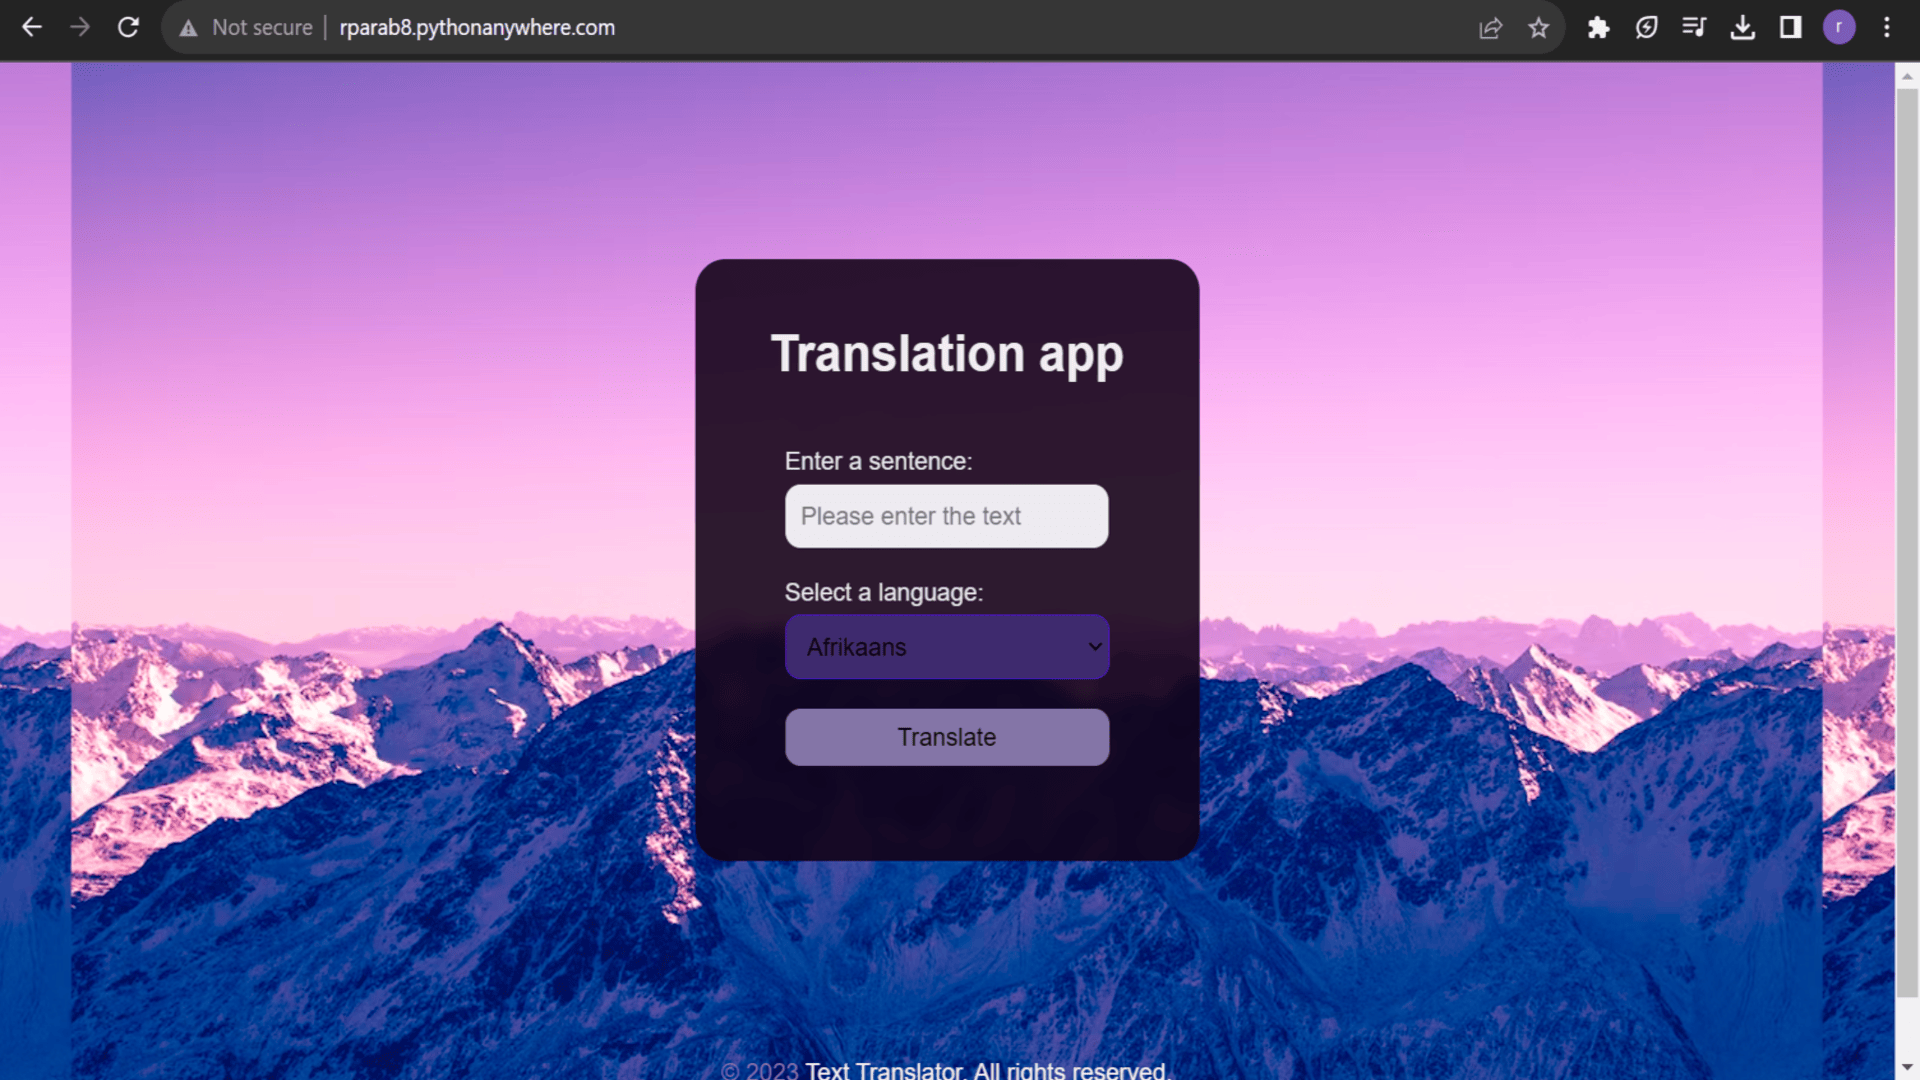 Not secure | rparab8.pythonanywhere.com
r
Translation app
Enter a sentence:
Please enter the text
Select a language:
Afrikaans
Translate
© 2023 Text Translator. All rights reserved.